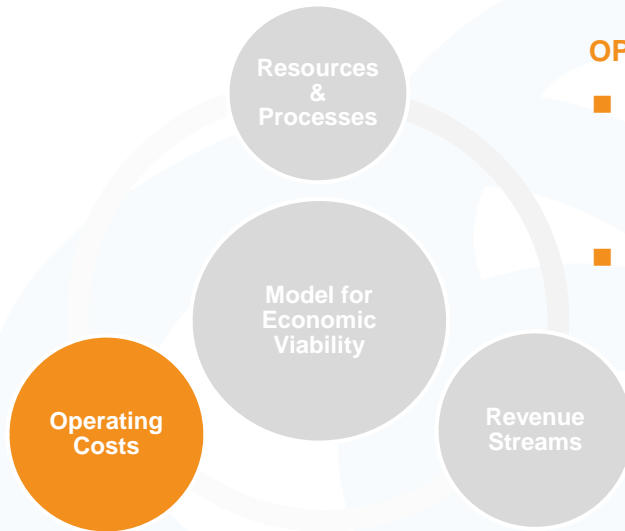 Resources
&
Processes
OP
Model for
Economic
Viability
Operating
Costs
Revenue
Streams